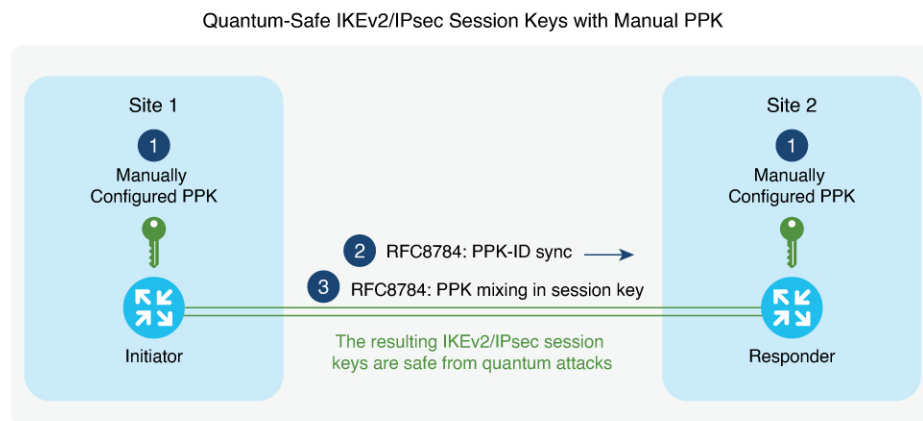 Quantum-Safe IKEv2/IPsec Session Keys with Manual PPK
Site 1
1
Manually
Configured PPK
Initiator
2 RFC8784: PPK-ID sync
3 RFC8784: PPK mixing in session key
The resulting IKEv2/IPsec session
keys are safe from quantum attacks
Site 2
1
Manually
Configured PPK
Responder